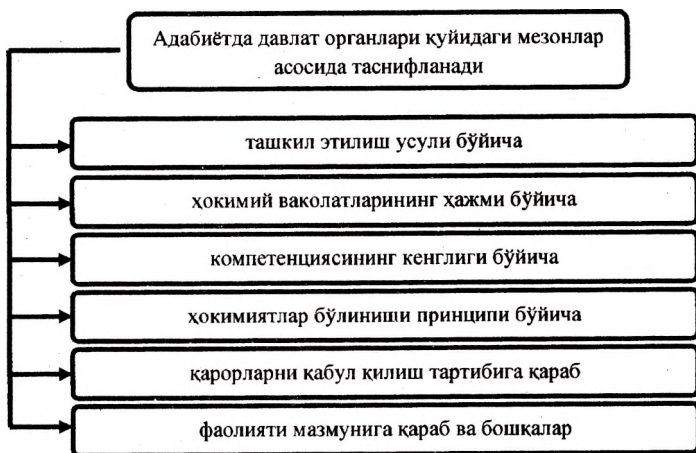 Адабиётда давлат органлари қуйидаги мезонлар
асосида таснифланади
ташкил этилиш усули бўйича
ҳокимий ваколатларининг ҳажми бўйича
компетенциясининг кенглиги бўйича
ҳокимиятлар бўлиниши принципи бўйича
қарорларни қабул қилиш тартибига қараб
фаолияти мазмунига қараб ва бошқалар